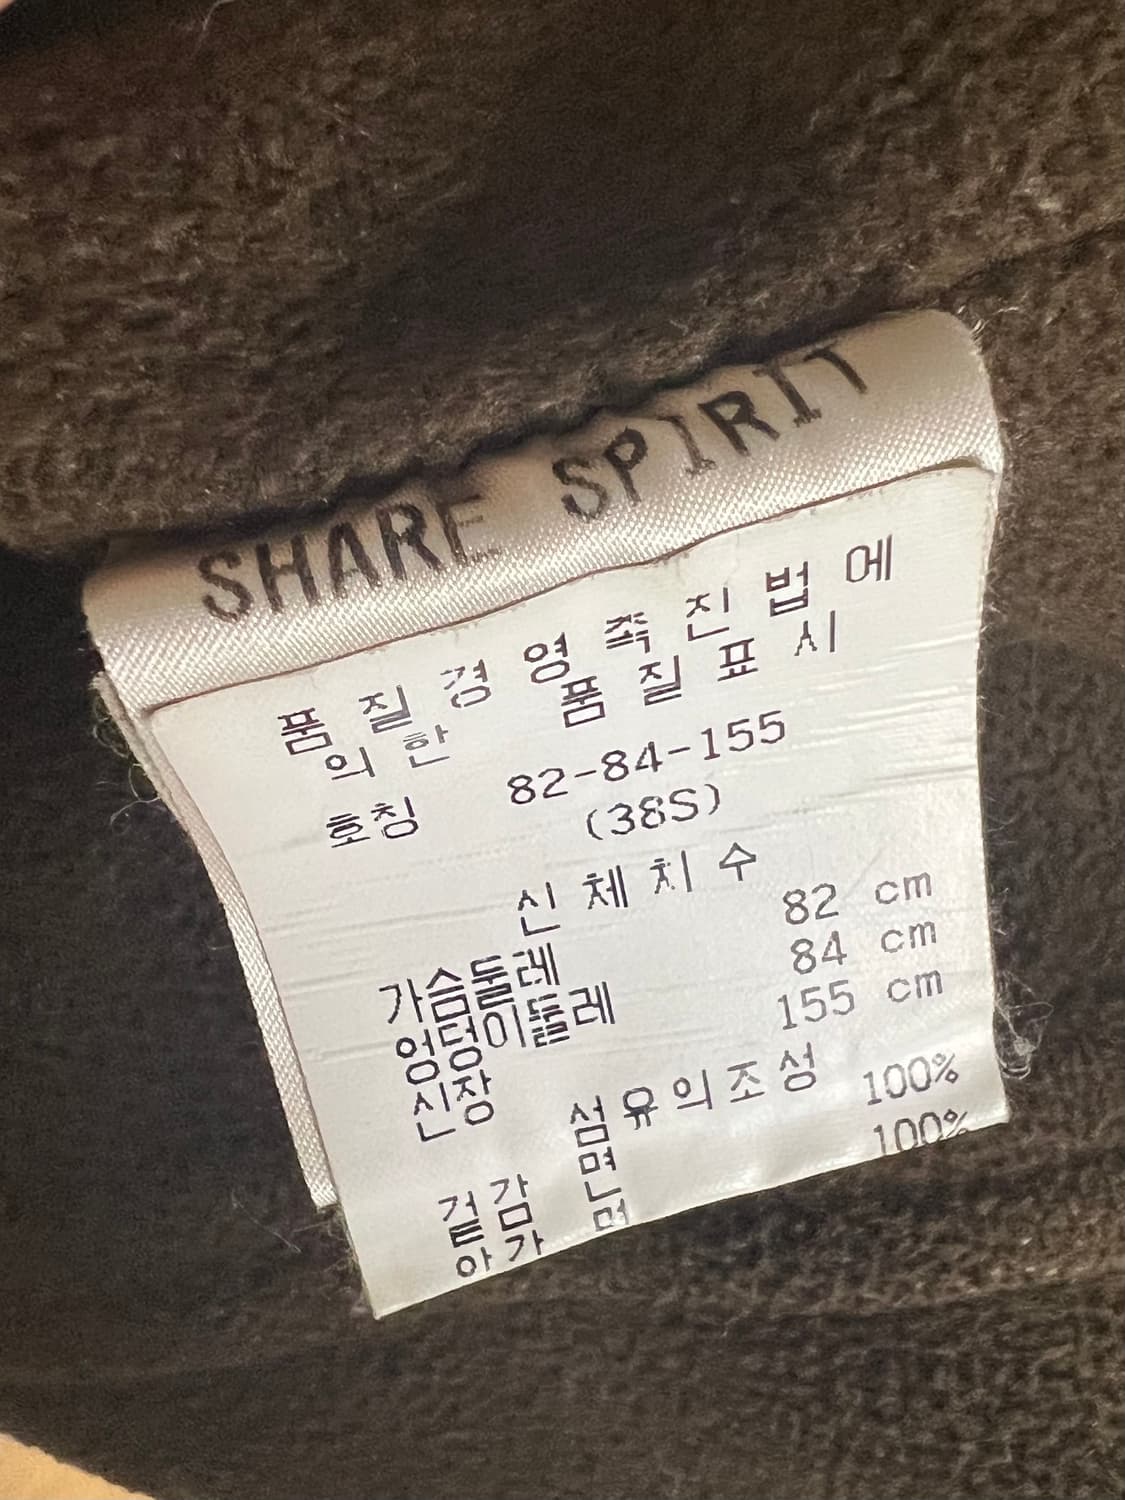 SHARE SPIRIT
품 질 경 영 촉 진 법 에
의 한 품 질 표 시
호칭 82-84-155
(38S)
신 체 치 수
가슴둘레 82 cm
엉덩이둘레 84 cm
신장 155 cm
섬유의조성
겉감 면 100%
100%